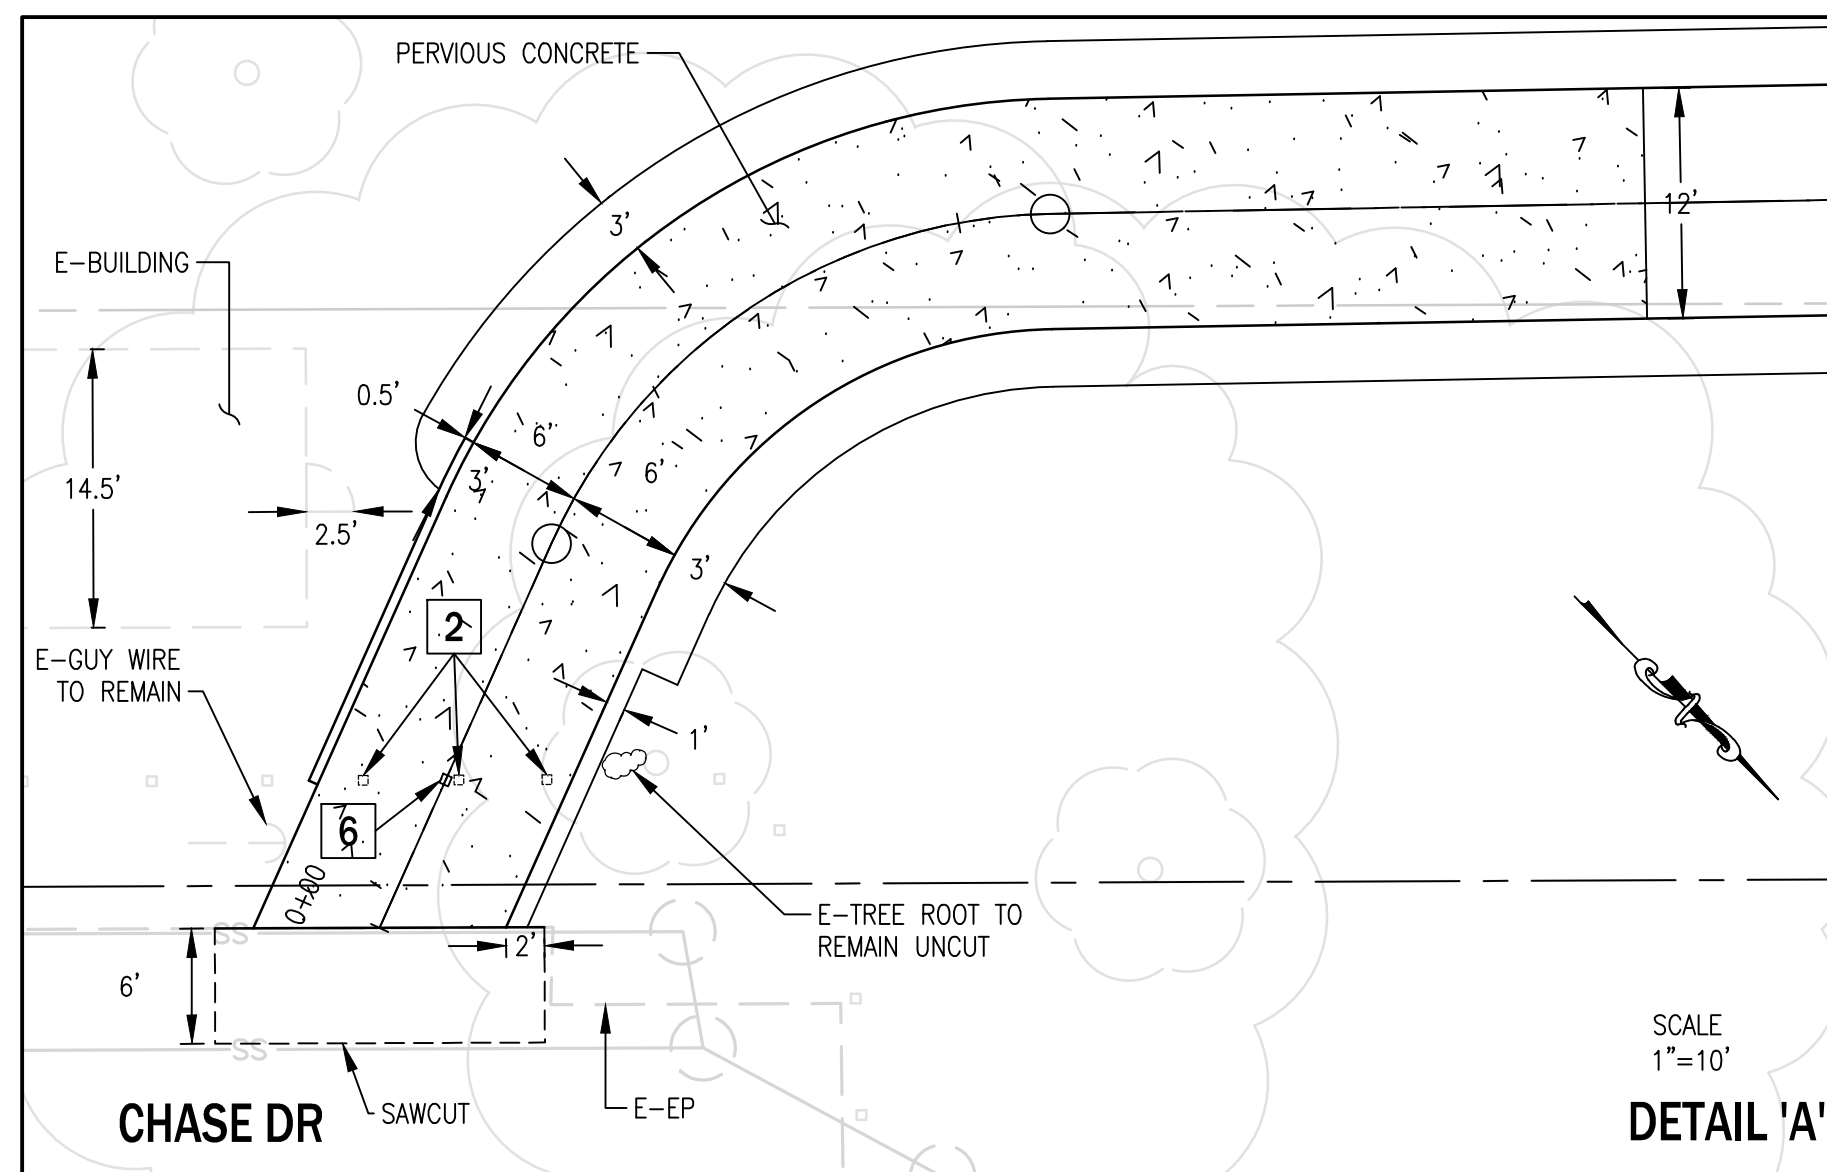 PERVIOUS CONCRETE
3'
12'
E-BUILDING
0.5'
6'
3'
6'
14.5'
2.5'
3'
2
E-GUY WIRE
TO REMAIN
1'
6
0+00
E-TREE ROOT TO
REMAIN UNCUT
SS
2'
6'
SS
SCALE
1"=10'
SAWCUT
E-EP
CHASE DR
DETAIL 'A'